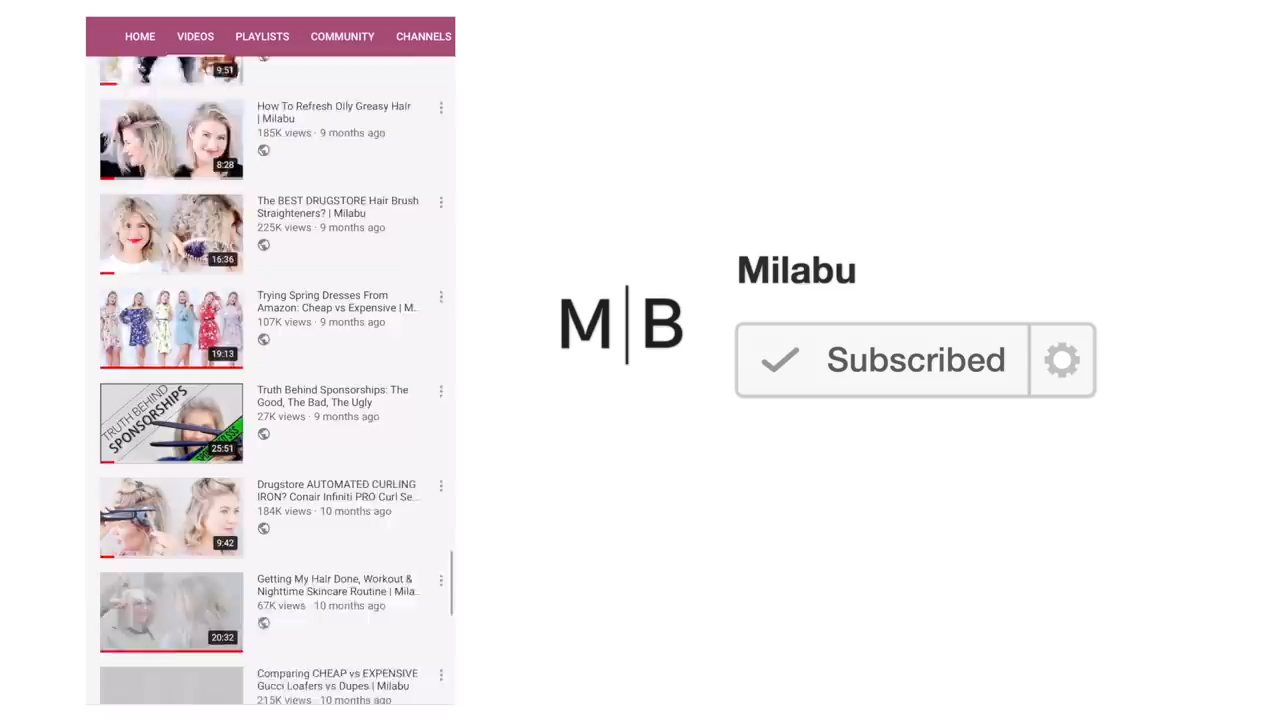 HOME VIDEOS PLAYLISTS COMMUNITY CHANNELS
9:51
How To Refresh Oily Greasy Hair
| Milabu
185K views · 9 months ago
8:28
The BEST DRUGSTORE Hair Brush
Straighteners? | Milabu
225K views · 9 months ago
16:36
Trying Spring Dresses From
Amazon: Cheap vs Expensive | M..
107K views · 9 months ago
19:13
TRUTH BEHIND
SPONSORSHIPS
Truth Behind Sponsorships: The
Good, The Bad, The Ugly
27K views · 9 months ago
25:51
Drugstore AUTOMATED CURLING
IRON? Conair Infiniti PRO Curl Se...
184K views · 10 months ago
9:42
Getting My Hair Done, Workout &
Nighttime Skincare Routine | Mila..
67K views · 10 months ago
20:32
Comparing CHEAP vs EXPENSIVE
Gucci Loafers vs Dupes | Milabu
215K views · 10 months ago
M|B
Milabu
Subscribed